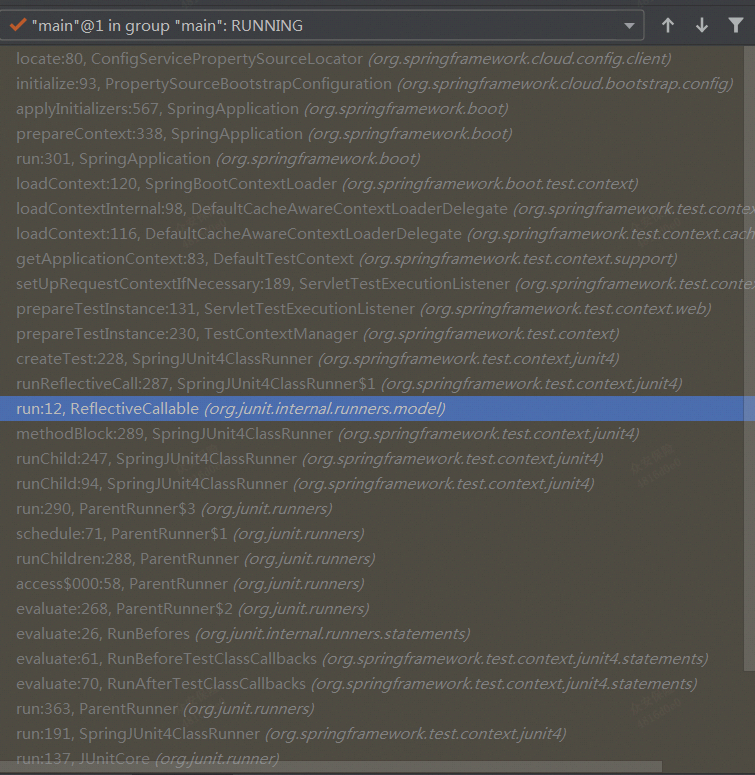 "main"@1 in group "main": RUNNING
locate:80, ConfigServicePropertySourceLocator (org.springframework.cloud.config.client)
initialize:93, PropertySourceBootstrapConfiguration (org.springframework.cloud.bootstrap.config)
applyInitializers:567, SpringApplication (org.springframework.boot)
prepareContext:338, SpringApplication (org.springframework.boot)
run:301, SpringApplication (org.springframework.boot)
loadContext:120, SpringBootContextLoader (org.springframework.boot.test.context)
loadContextInternal:98, DefaultCacheAwareContextLoaderDelegate (org.springframework.test.contex
loadContext:116, DefaultCacheAwareContextLoaderDelegate (org.springframework.test.context.cach
getApplicationContext:83, DefaultTestContext (org.springframework.test.context.support)
setUpRequestContextIfNecessary:189, ServletTestExecutionListener (org.springframework.test.conte
prepareTestInstance:131, ServletTestExecutionListener (org.springframework.test.context.web)
prepareTestInstance:230, TestContextManager (org.springframework.test.context)
createTest:228, SpringJUnit4ClassRunner (org.springframework.test.context.junit4)
runReflectiveCall:287, SpringJUnit4ClassRunner$1 (org.springframework.test.context.junit4)
run:12, ReflectiveCallable (org.junit.internal.runners.model)
methodBlock:289, SpringJUnit4ClassRunner (org.springframework.test.context.junit4)
runChild:247, SpringJUnit4ClassRunner (org.springframework.test.context.junit4)
runChild:94, SpringJUnit4ClassRunner (org.springframework.test.context.junit4)
run:290, ParentRunner$3 (org.junit.runners)
schedule:71, ParentRunner$1 (org.junit.runners)
runChildren:288, ParentRunner (org.junit.runners)
access$000:58, ParentRunner (org.junit.runners)
evaluate:268, ParentRunner$2 (org.junit.runners)
evaluate:26, RunBefores (org.junit.internal.runners.statements)
evaluate:61, RunBeforeTestClassCallbacks (org.springframework.test.context.junit4.statements)
evaluate:70, RunAfterTestClassCallbacks (org.springframework.test.context.junit4.statements)
run:363, ParentRunner (org.junit.runners)
run:191, SpringJUnit4ClassRunner (org.springframework.test.context.junit4)
run:137, JUnitCore (org.junit.runner)